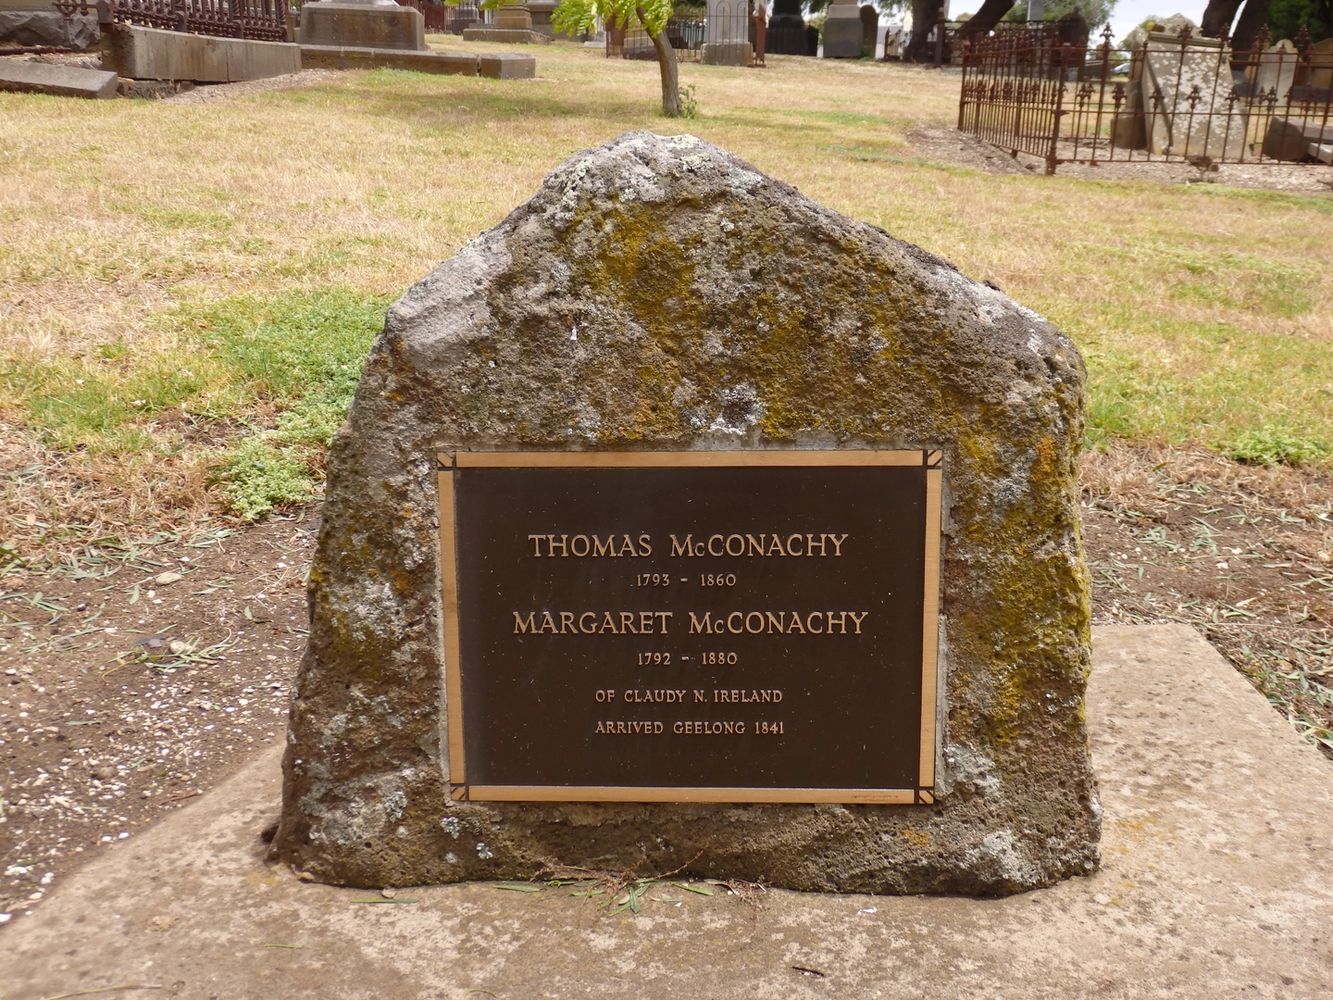 THOMAS McCONACHY
1793 - 1860
MARGARET McCONACHY
1792 - 1880
OF CLAUDY N. IRELAND
ARRIVED GEELONG 1841